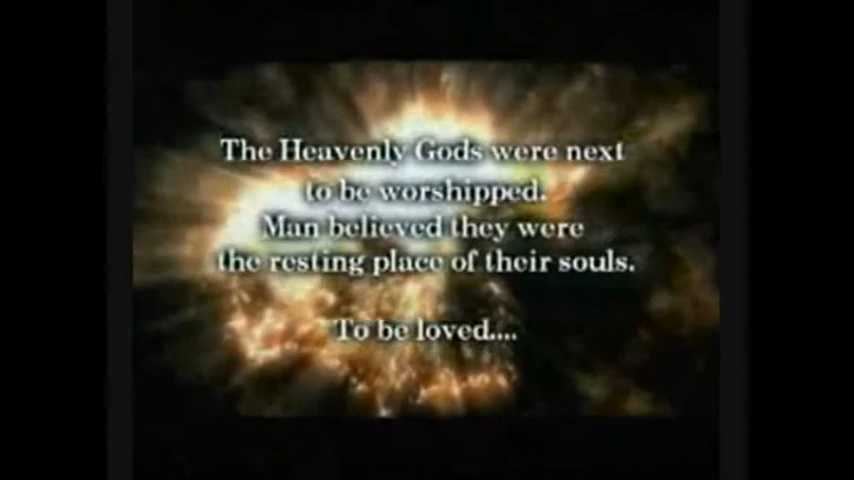 The Heavenly Gods were next
to be worshipped.
Man believed they were
the resting place of their souls.
To be loved....